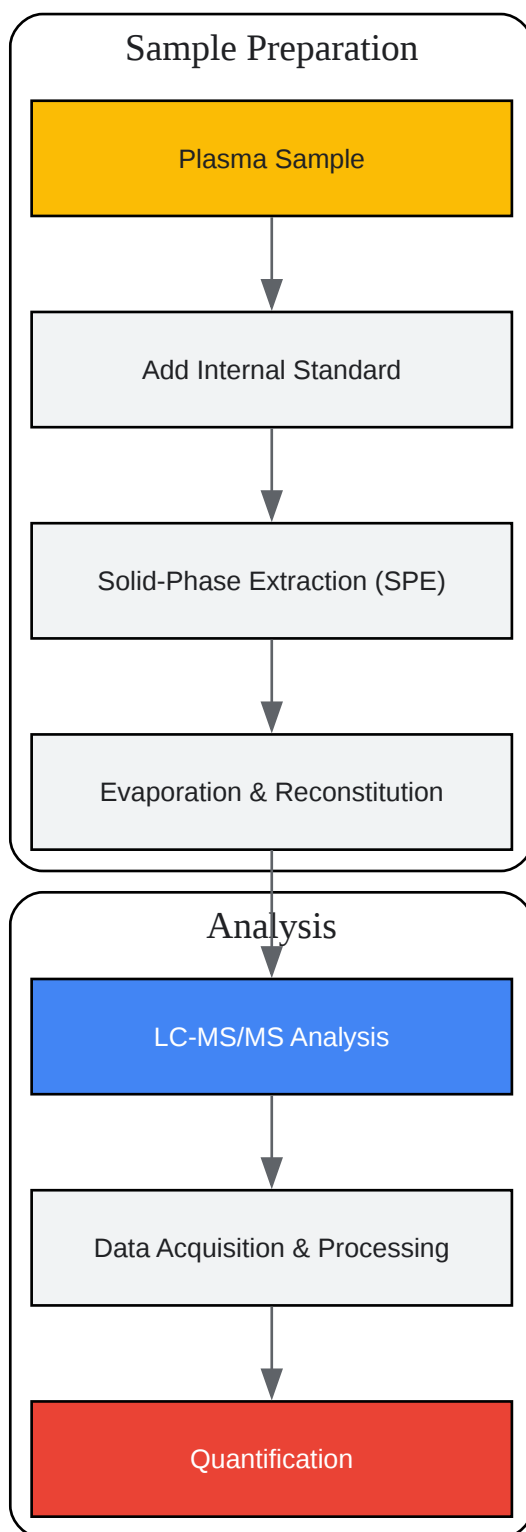 Sample Preparation
Plasma Sample
Add Internal Standard
Solid-Phase Extraction (SPE)
Evaporation & Reconstitution
Analysis
LC-MS/MS Analysis
Data Acquisition & Processing
Quantification